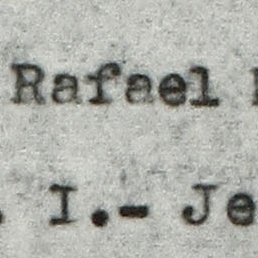 Rafael
. I.- Je